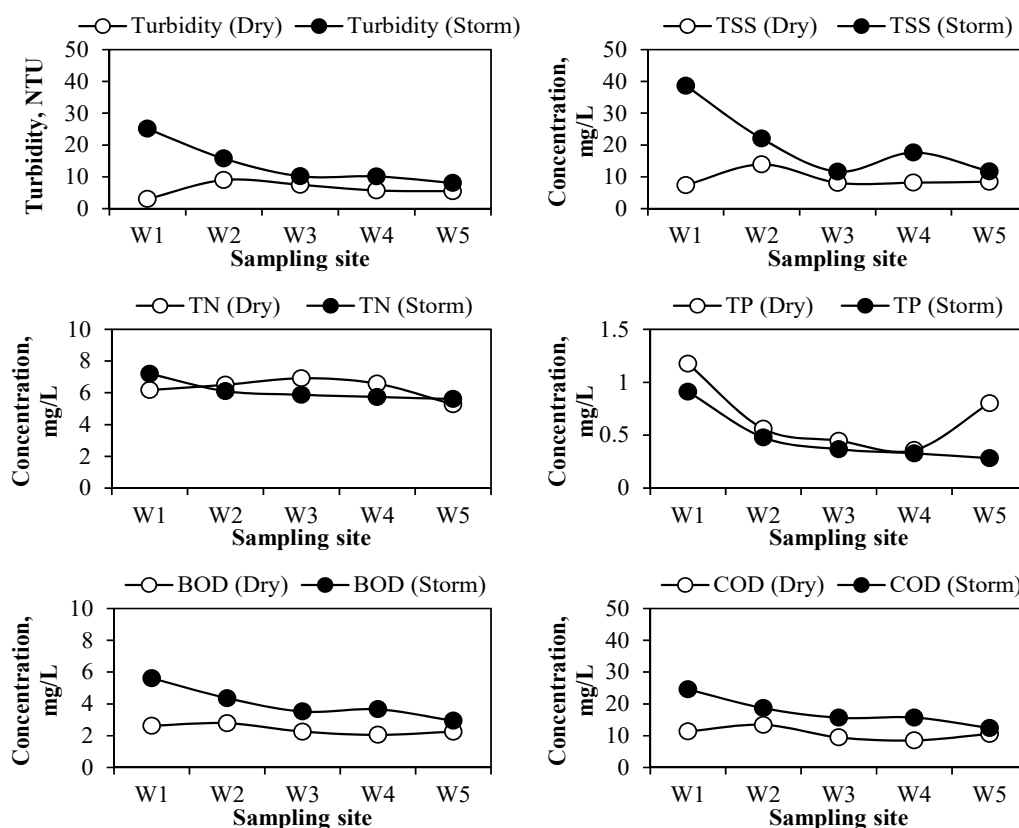 Turbidity (Dry) Turbidity (Storm)
50
40
30
20
10
0
Turbidity, NTU
W1 W2 W3 W4 W5
Sampling site
TSS (Dry) TSS (Storm)
50
40
30
20
10
0
Concentration,
mg/L
W1 W2 W3 W4 W5
Sampling site
TN (Dry) TN (Storm)
10
8
6
4
2
0
Concentration,
mg/L
W1 W2 W3 W4 W5
Sampling site
TP (Dry) TP (Storm)
1.5
1
0.5
0
Concentration,
mg/L
W1 W2 W3 W4 W5
Sampling site
BOD (Dry) BOD (Storm)
10
8
6
4
2
0
Concentration,
mg/L
W1 W2 W3 W4 W5
Sampling site
COD (Dry) COD (Storm)
50
40
30
20
10
0
Concentration,
mg/L
W1 W2 W3 W4 W5
Sampling site